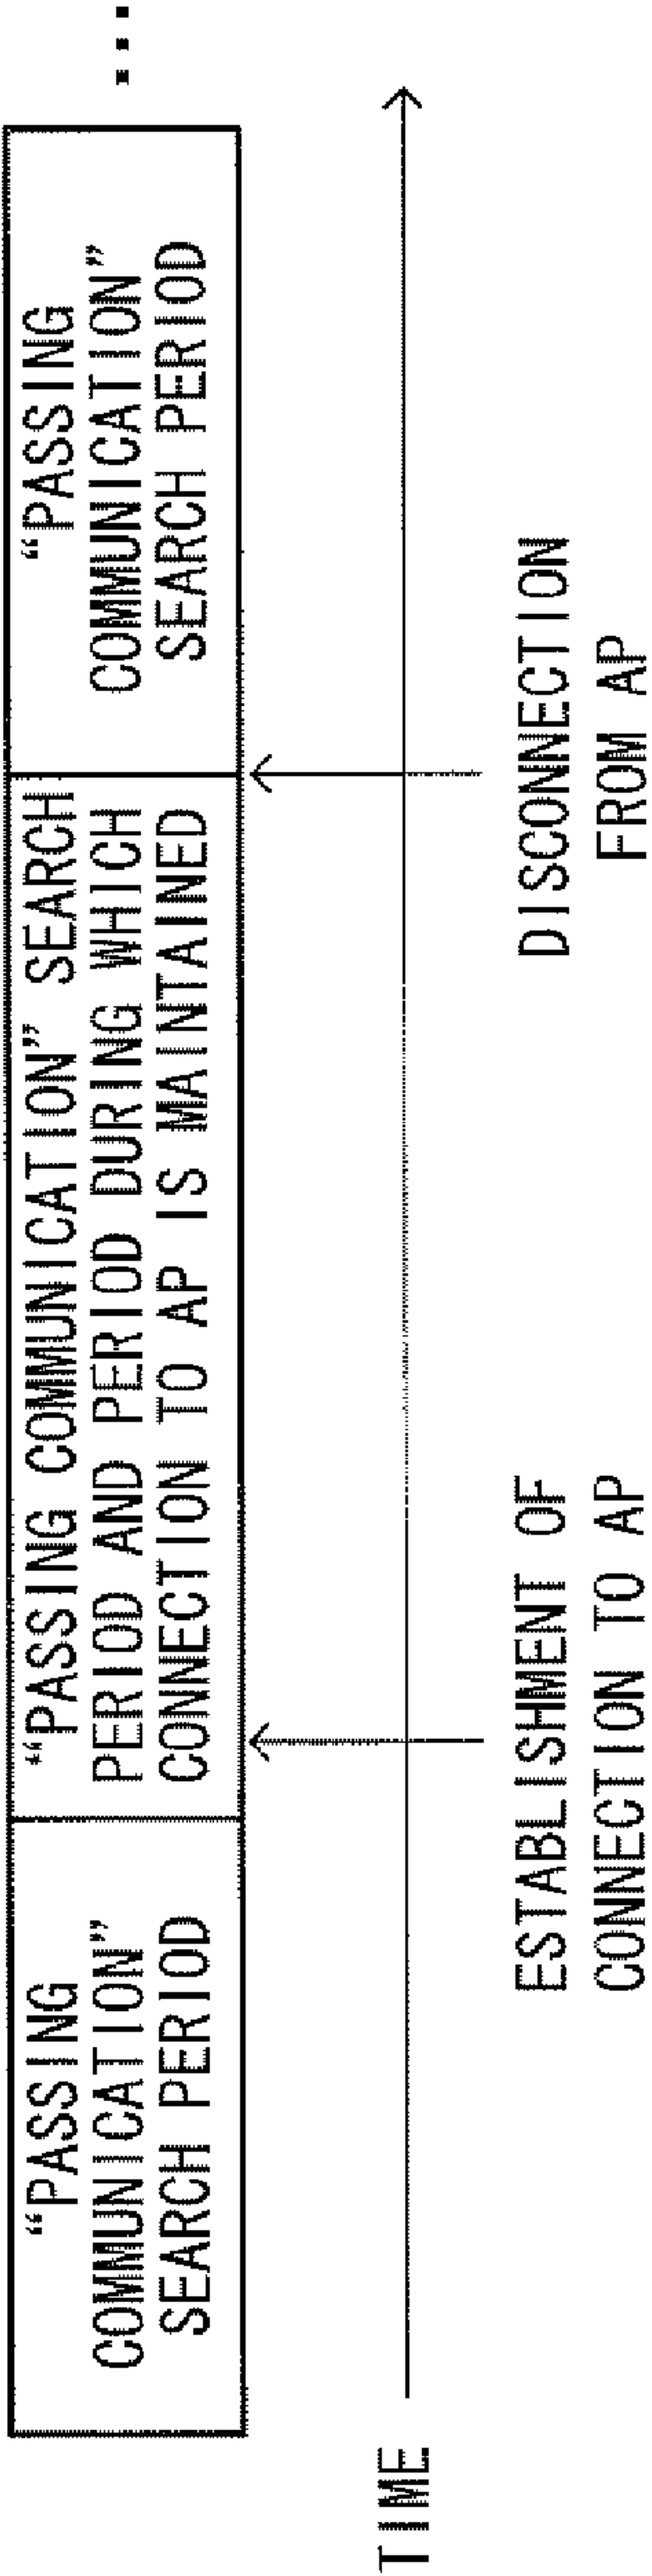 “PASSING
COMMUNICATION”
SEARCH PERIOD
“PASSING COMMUNICATION” SEARCH
PERIOD AND PERIOD DURING WHICH
CONNECTION TO AP IS MAINTAINED
“PASSING
COMMUNICATION”
SEARCH PERIOD
...
TIME
ESTABLISHMENT OF
CONNECTION TO AP
DISCONNECTION
FROM AP